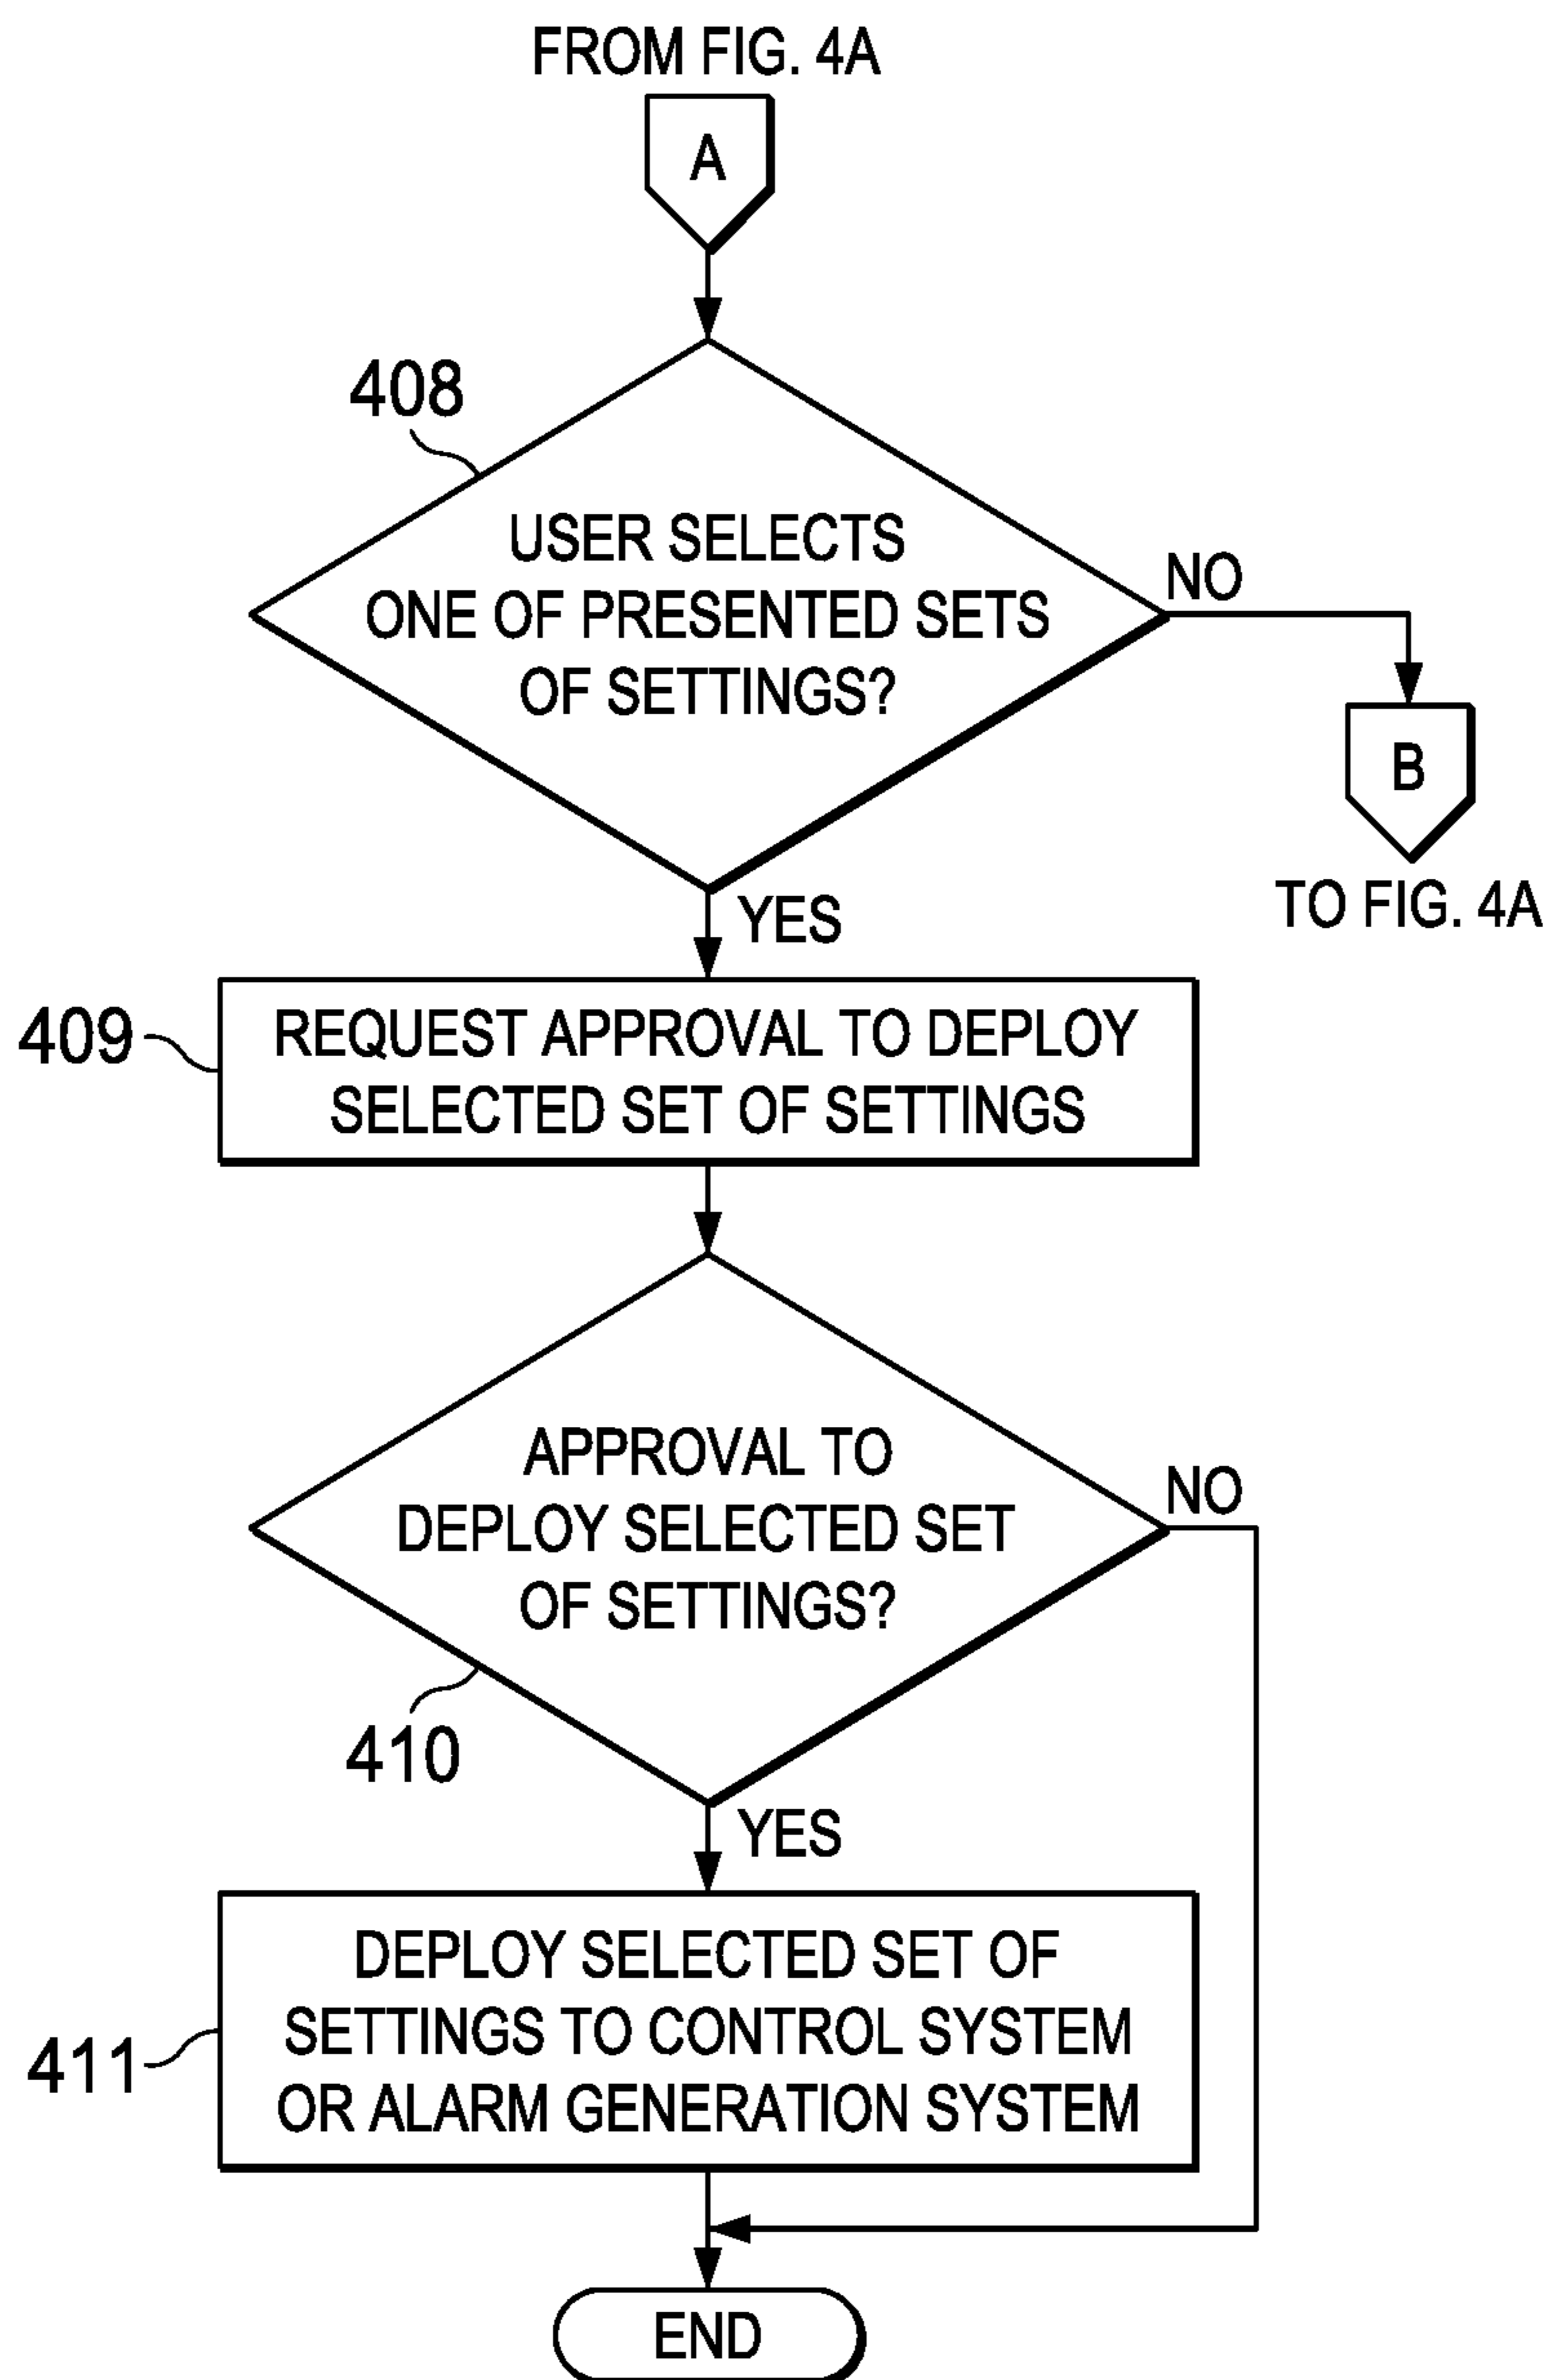 FROM FIG. 4A
A
408
USER SELECTS
ONE OF PRESENTED SETS
OF SETTINGS?
NO
B
TO FIG. 4A
YES
409
REQUEST APPROVAL TO DEPLOY
SELECTED SET OF SETTINGS
APPROVAL TO
DEPLOY SELECTED SET
OF SETTINGS?
NO
410
YES
DEPLOY SELECTED SET OF
SETTINGS TO CONTROL SYSTEM
OR ALARM GENERATION SYSTEM
411
END